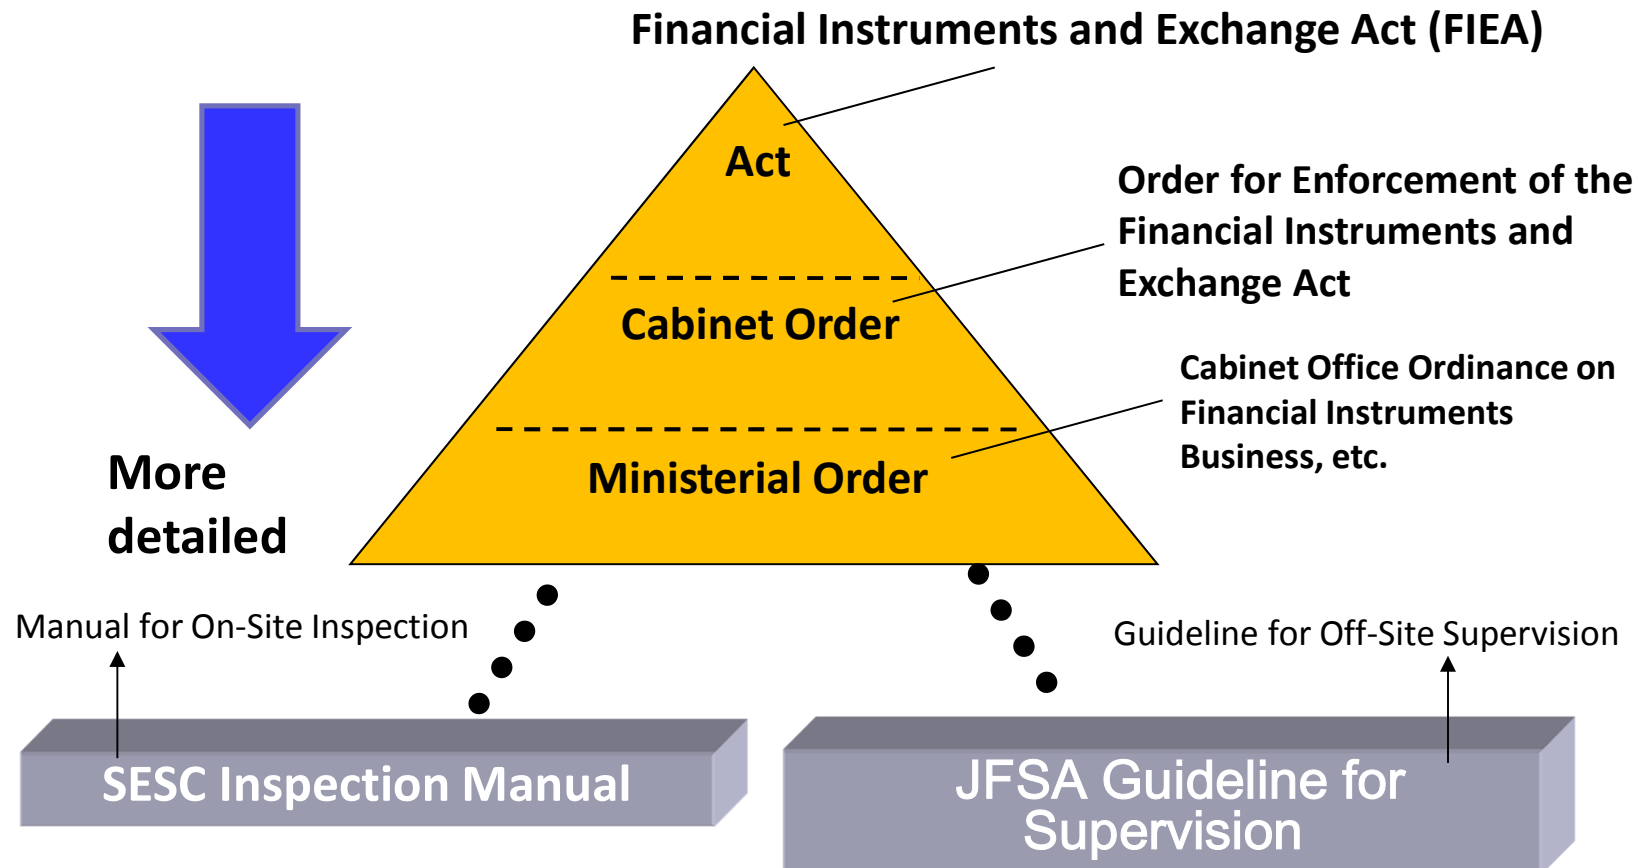 Financial Instruments and Exchange Act (FIEA)
Act
Order for Enforcement of the
Financial Instruments and
Exchange Act
Cabinet Order
Cabinet Office Ordinance on
Financial Instruments
Business, etc.
Ministerial Order
More
detailed
Manual for On-Site Inspection
Guideline for Off-Site Supervision
SESC Inspection Manual
JFSA Guideline for
Supervision